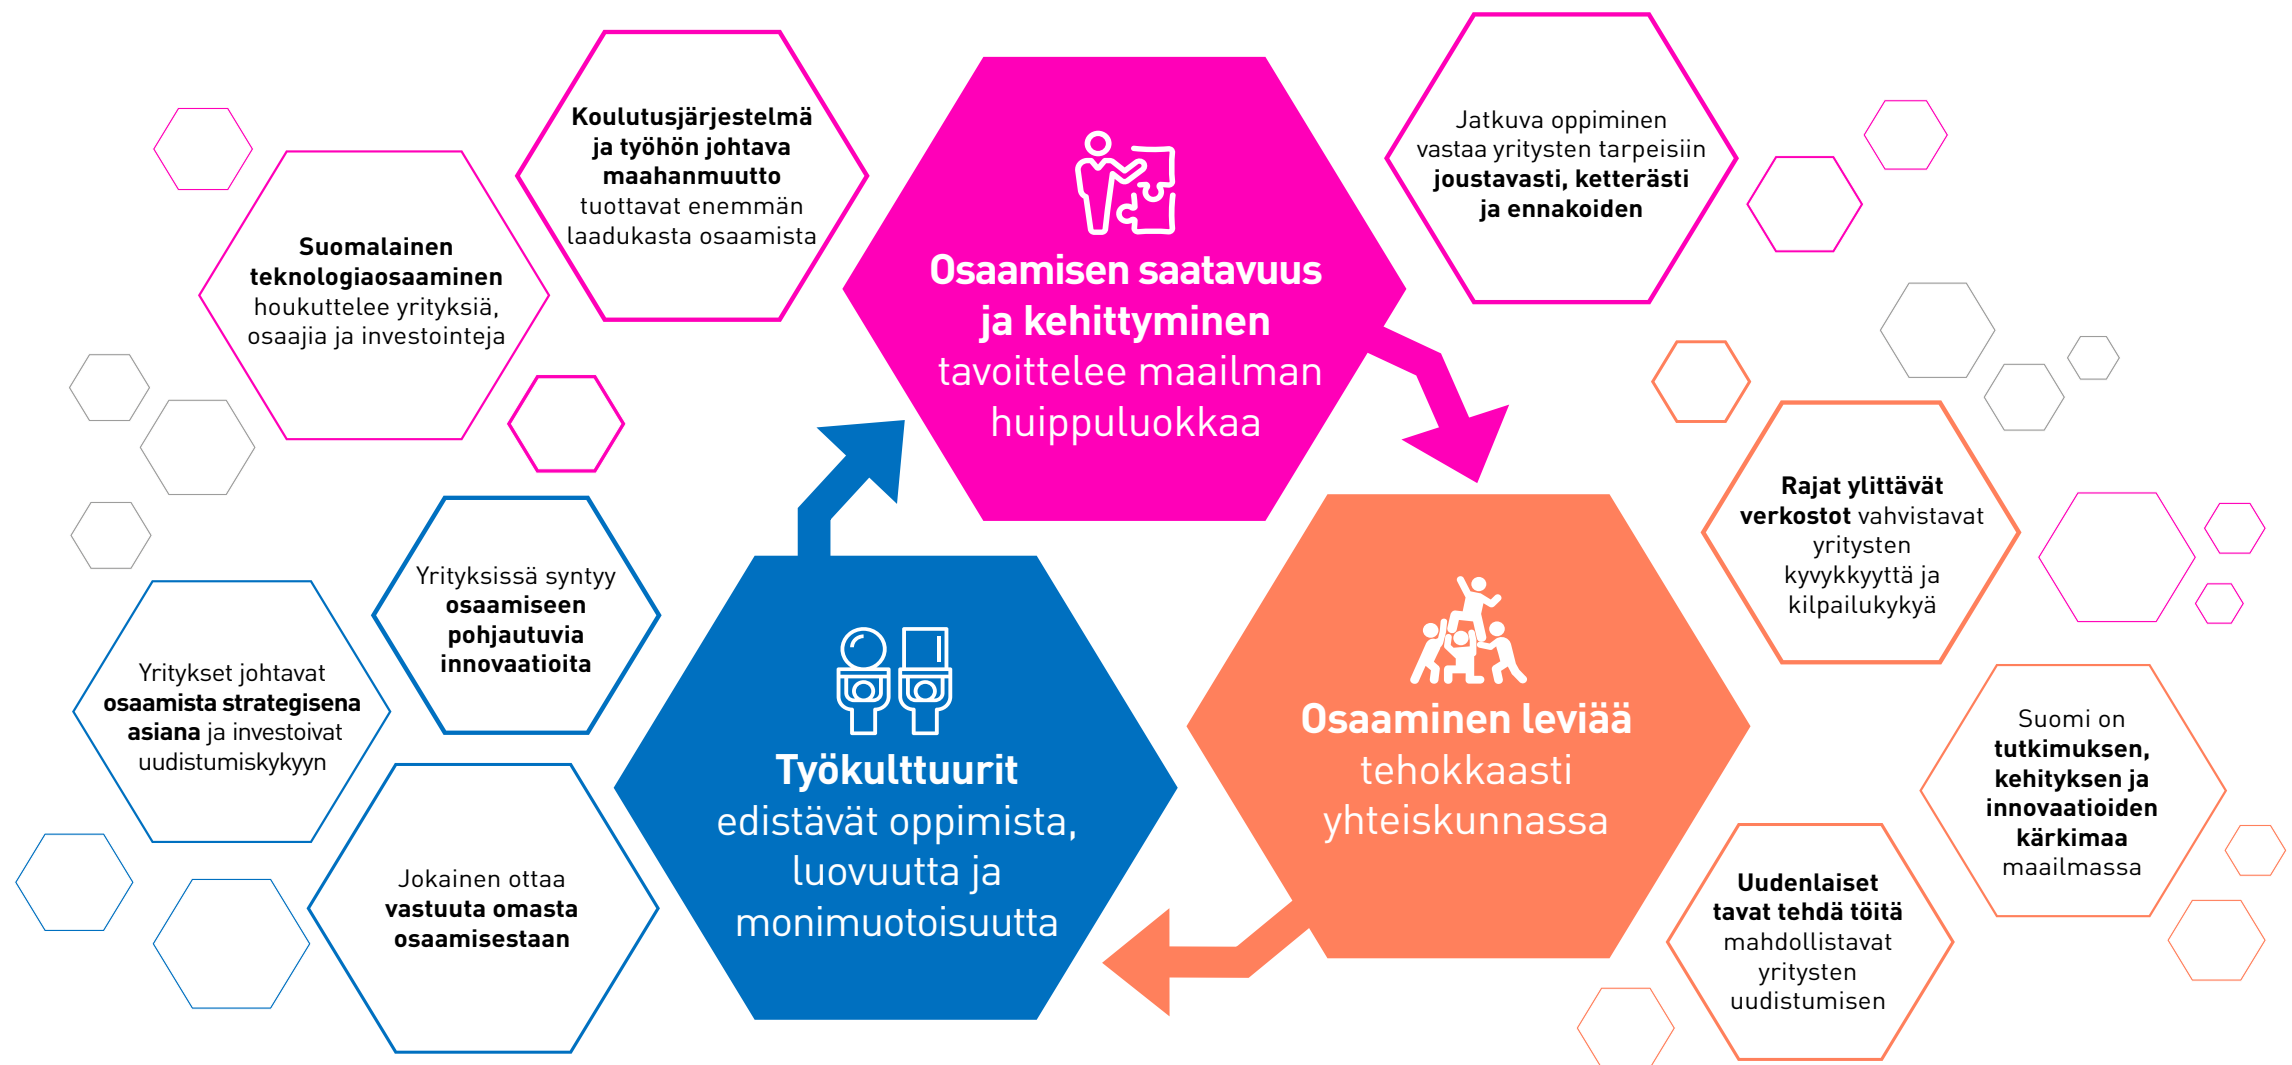 Suomalainen
teknologiaosaaminen
houkuttelee yrityksiä,
osaajia ja investointeja
Koulutusjärjestelmä
ja työhön johtava
maahanmuutto
tuottavat enemmän
laadukasta osaamista
Osaamisen saatavuus
ja kehittyminen
tavoittelee maailman
huippuluokkaa
Jatkuva oppiminen
vastaa yritysten tarpeisiin
joustavasti, ketterästi
ja ennakoiden
Rajat ylittävät
verkostot vahvistavat
yritysten
kyvykkyyttä ja
kilpailukykyä
Suomi on
tutkimuksen,
kehityksen ja
innovaatioiden
kärkimaa
maailmassa
Uudenlaiset
tavat tehdä töitä
mahdollistavat
yritysten
uudistumisen
Osaaminen leviää
tehokkaasti
yhteiskunnassa
Työkulttuurit
edistävät oppimista,
luovuutta ja
monimuotoisuutta
Yrityksissä syntyy
osaamiseen
pohjautuvia
innovaatioita
Yritykset johtavat
osaamista strategisena
asiana ja investoivat
uudistumiskykyyn
Jokainen ottaa
vastuuta omasta
osaamisestaan